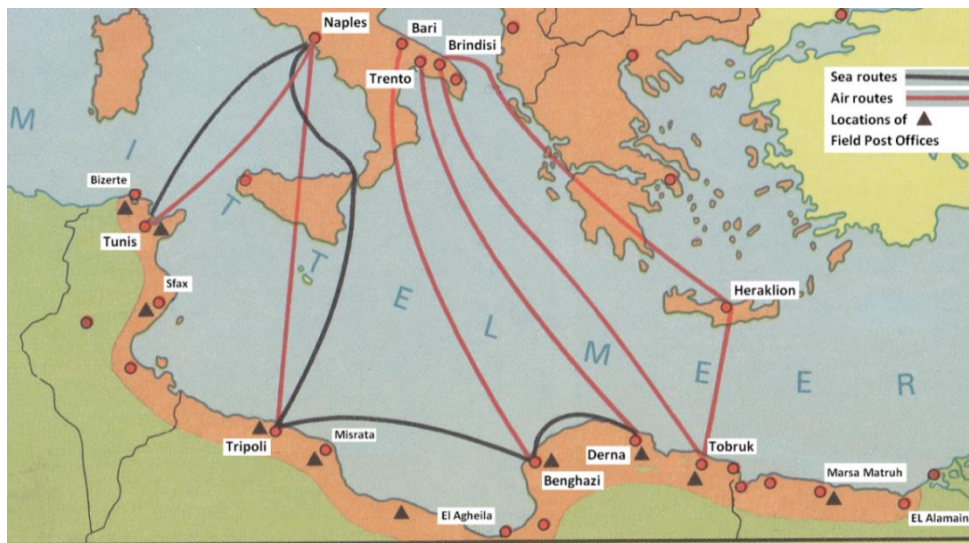 Naples
Bari
Brindisi
Trento
Sea routes
Air routes
Locations of
Field Post Offices
M I T T E L M E E R
Bizerte
Tunis
Sfax
Heraklion
Tripoli
Misrata
Derna
Tobruk
Benghazi
Marsa Matruh
El Agheila
EL Alamain